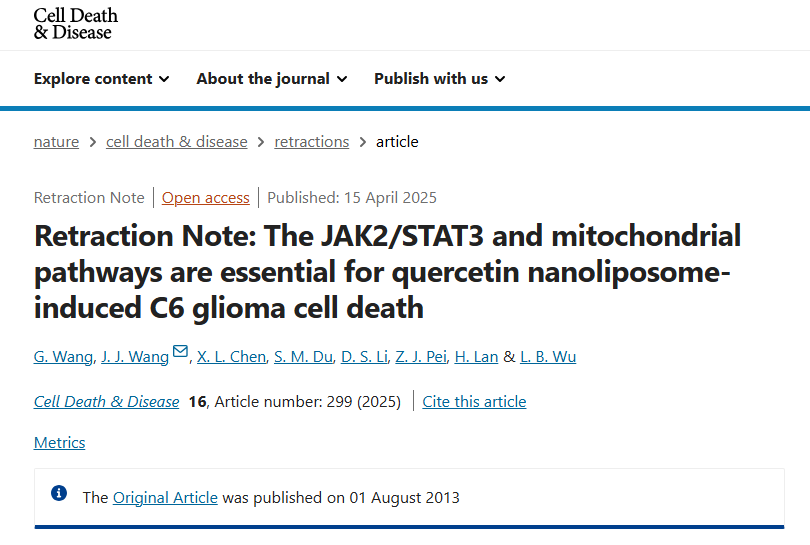 Cell Death
& Disease
Explore content About the journal Publish with us
nature > cell death & disease > retractions > article
Retraction Note | Open access | Published: 15 April 2025
Retraction Note: The JAK2/STAT3 and mitochondrial
pathways are essential for quercetin nanoliposome-
induced C6 glioma cell death
G. Wang, J. J. Wang, X. L. Chen, S. M. Du, D. S. Li, Z. J. Pei, H. Lan & L. B. Wu
Cell Death & Disease 16, Article number: 299 (2025) | Cite this article
Metrics
The Original Article was published on 01 August 2013